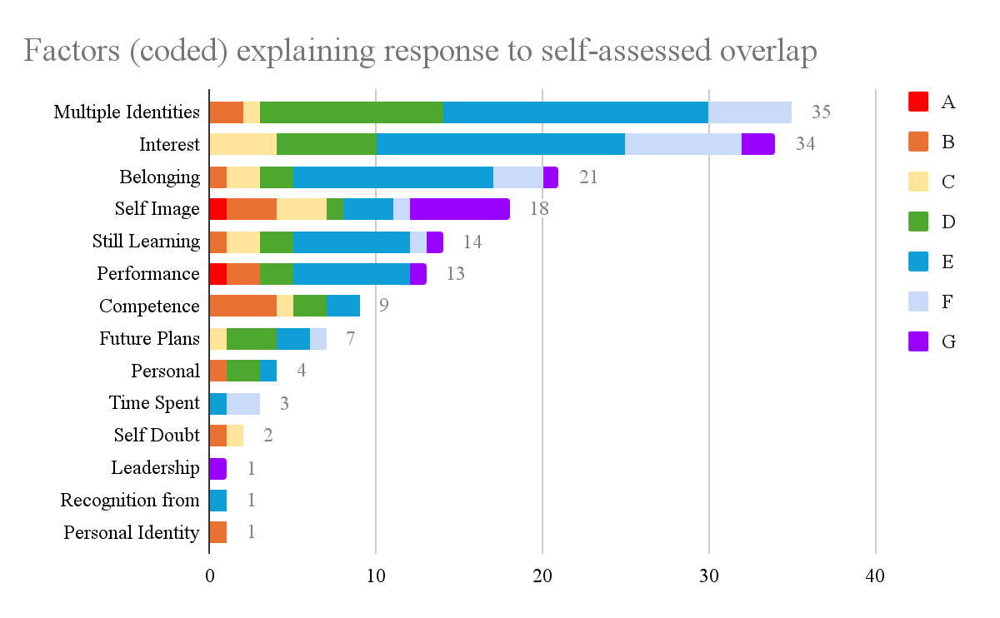 Factors (coded) explaining response to self-assessed overlap
Multiple Identities 35
Interest 34
Belonging 21
Self Image 18
Still Learning 14
Performance 13
Competence 9
Future Plans 7
Personal 4
Time Spent 3
Self Doubt 2
Leadership 1
Recognition from 1
Personal Identity 1
0 10 20 30 40
A
B
C
D
E
F
G